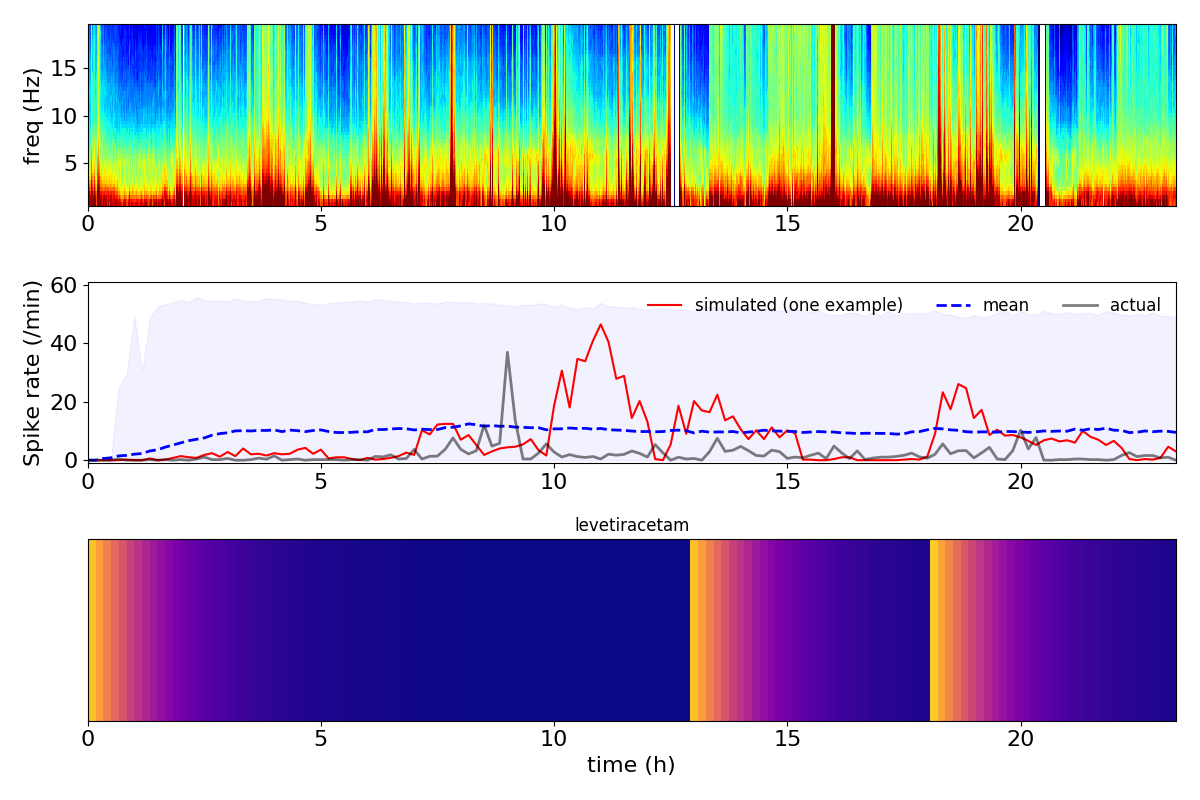 freq (Hz)
15
10
5
0 5 10 15 20
Spike rate (/min)
60
40
20
0
simulated (one example) mean actual
0 5 10 15 20
levetiracetam
0 5 10 15 20
time (h)